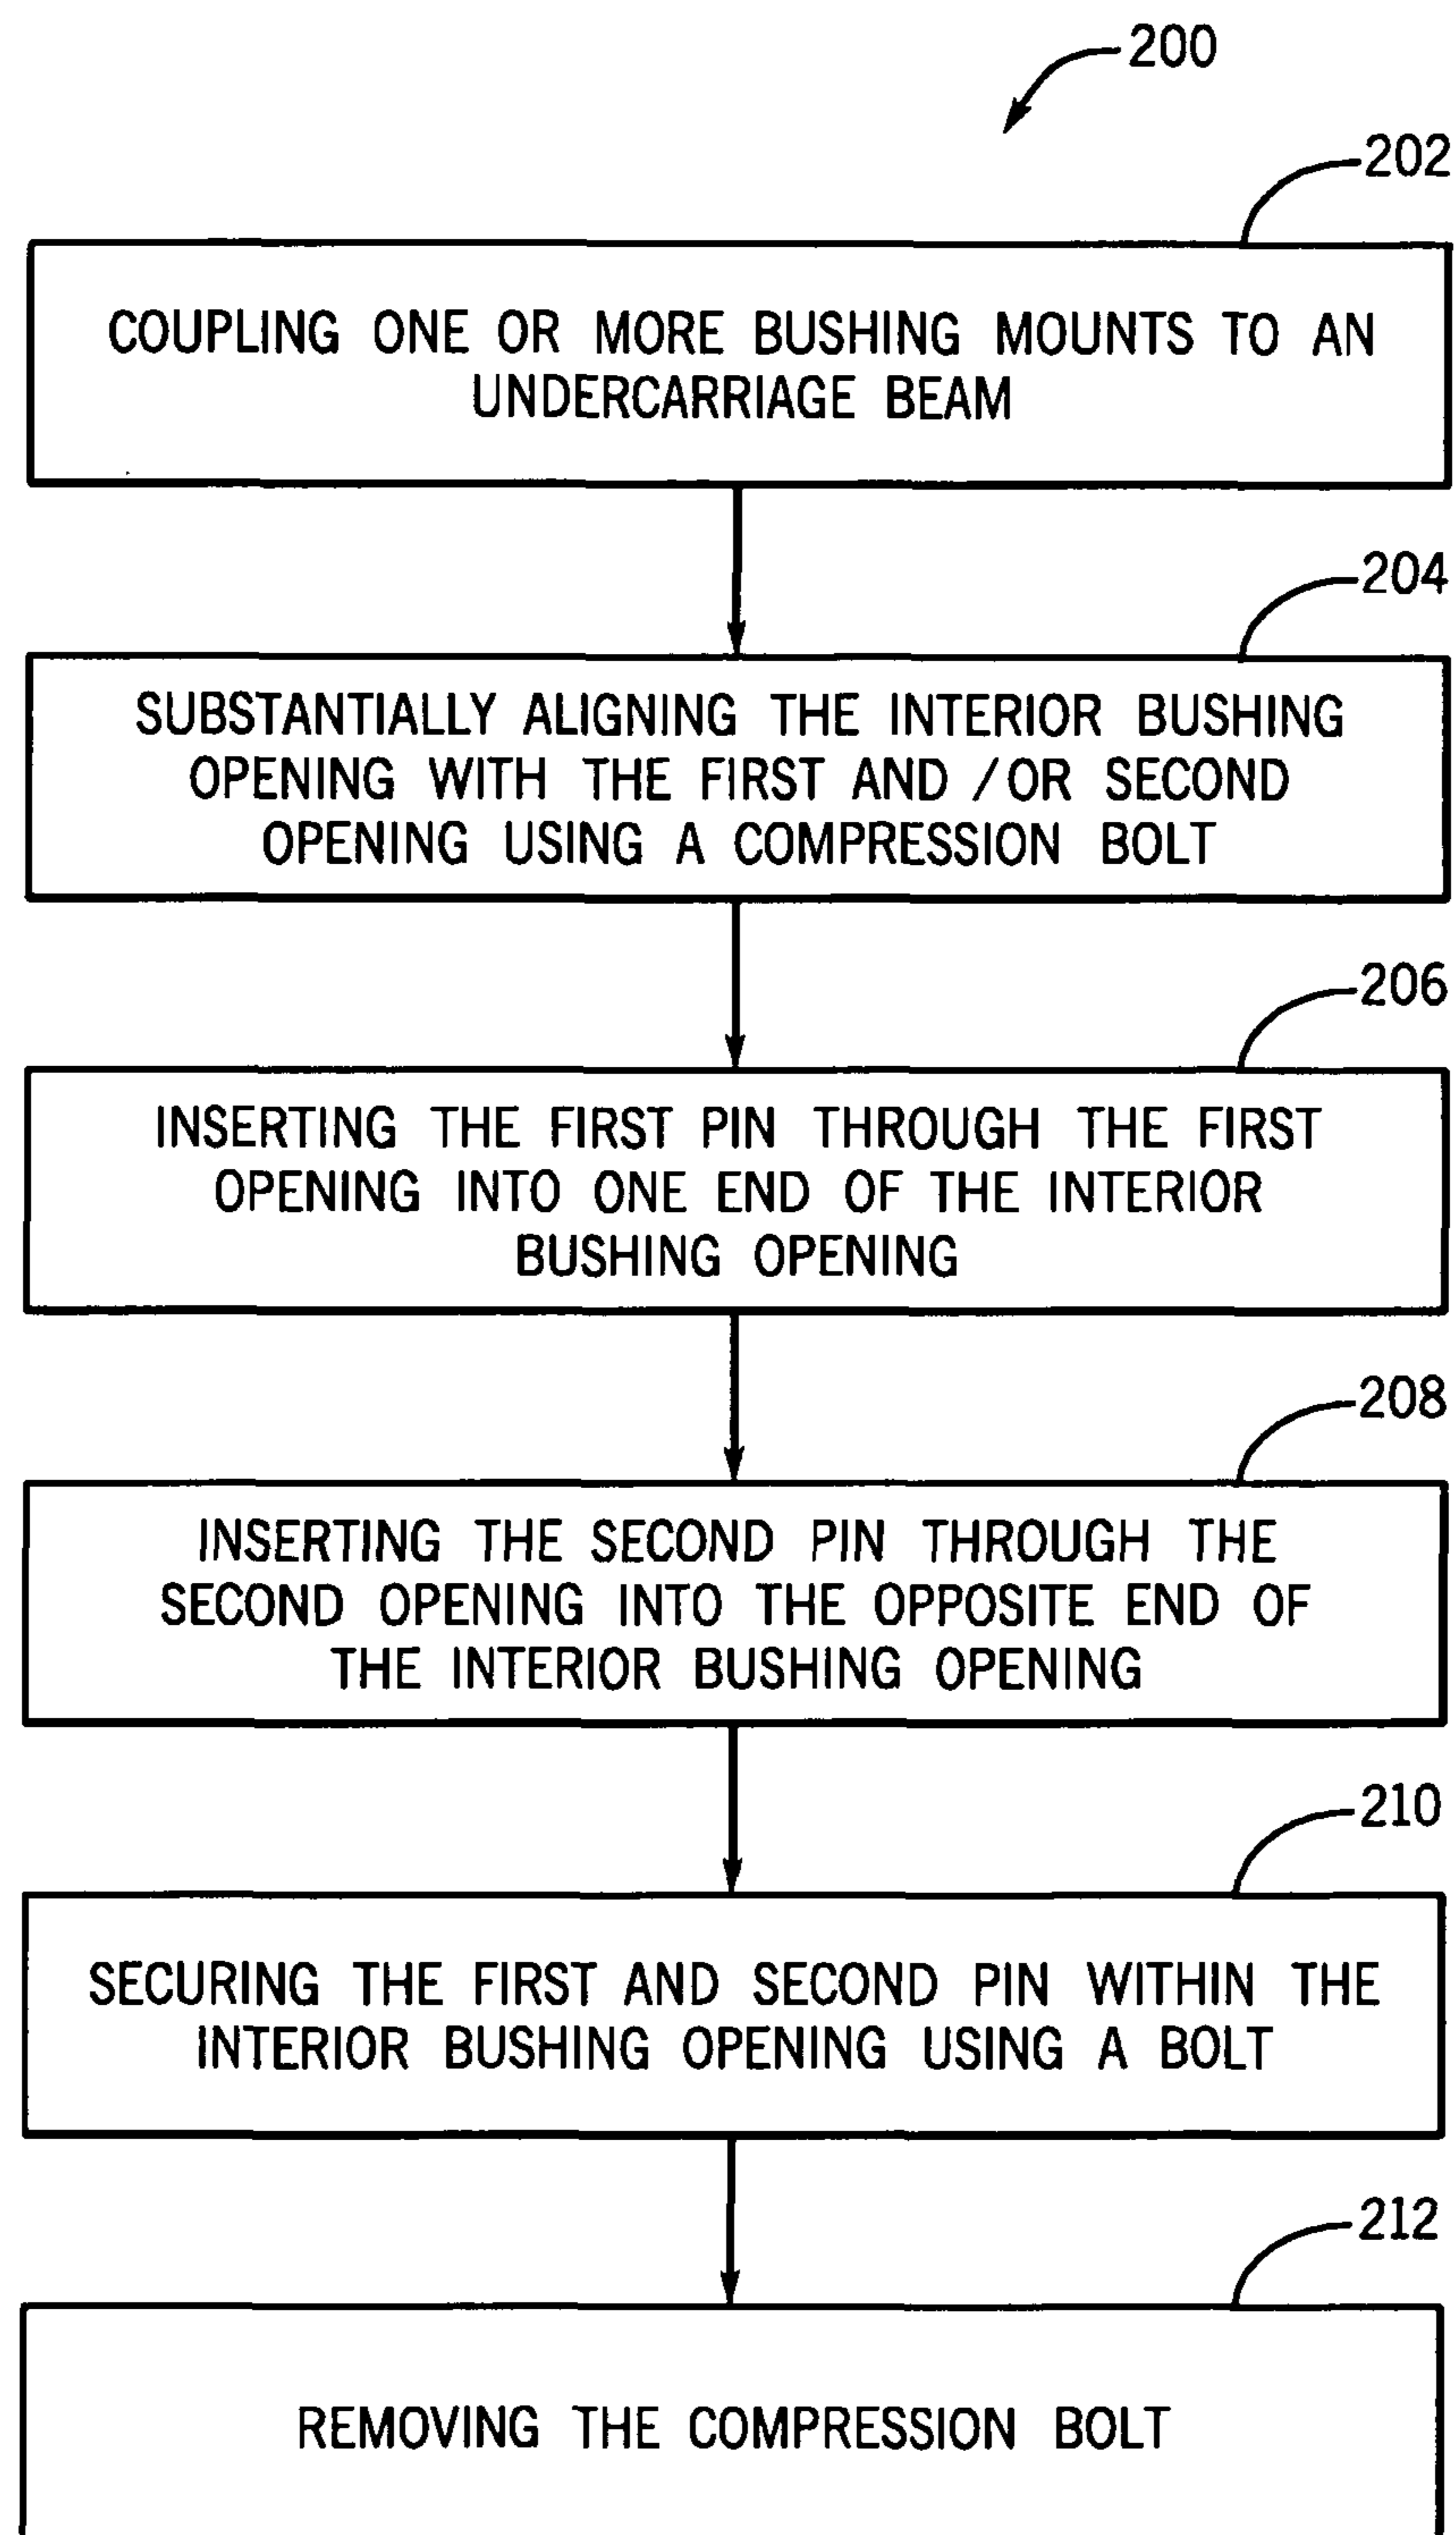 200
202
COUPLING ONE OR MORE BUSHING MOUNTS TO AN
UNDERCARRIAGE BEAM
204
SUBSTANTIALLY ALIGNING THE INTERIOR BUSHING
OPENING WITH THE FIRST AND /OR SECOND
OPENING USING A COMPRESSION BOLT
206
INSERTING THE FIRST PIN THROUGH THE FIRST
OPENING INTO ONE END OF THE INTERIOR
BUSHING OPENING
208
INSERTING THE SECOND PIN THROUGH THE
SECOND OPENING INTO THE OPPOSITE END OF
THE INTERIOR BUSHING OPENING
210
SECURING THE FIRST AND SECOND PIN WITHIN THE
INTERIOR BUSHING OPENING USING A BOLT
212
REMOVING THE COMPRESSION BOLT